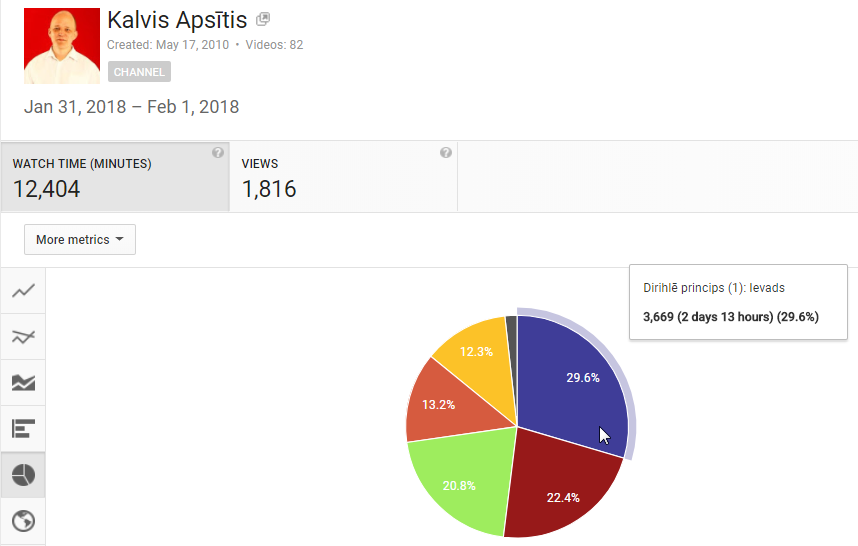 Kalvis Apsītis
Created: May 17, 2010 • Videos: 82
CHANNEL
Jan 31, 2018 – Feb 1, 2018
WATCH TIME (MINUTES)
?
12,404
VIEWS
?
1,816
More metrics
Dirihlē princips (1): Ievads
3,669 (2 days 13 hours) (29.6%)
12.3%
29.6%
13.2%
20.8%
22.4%